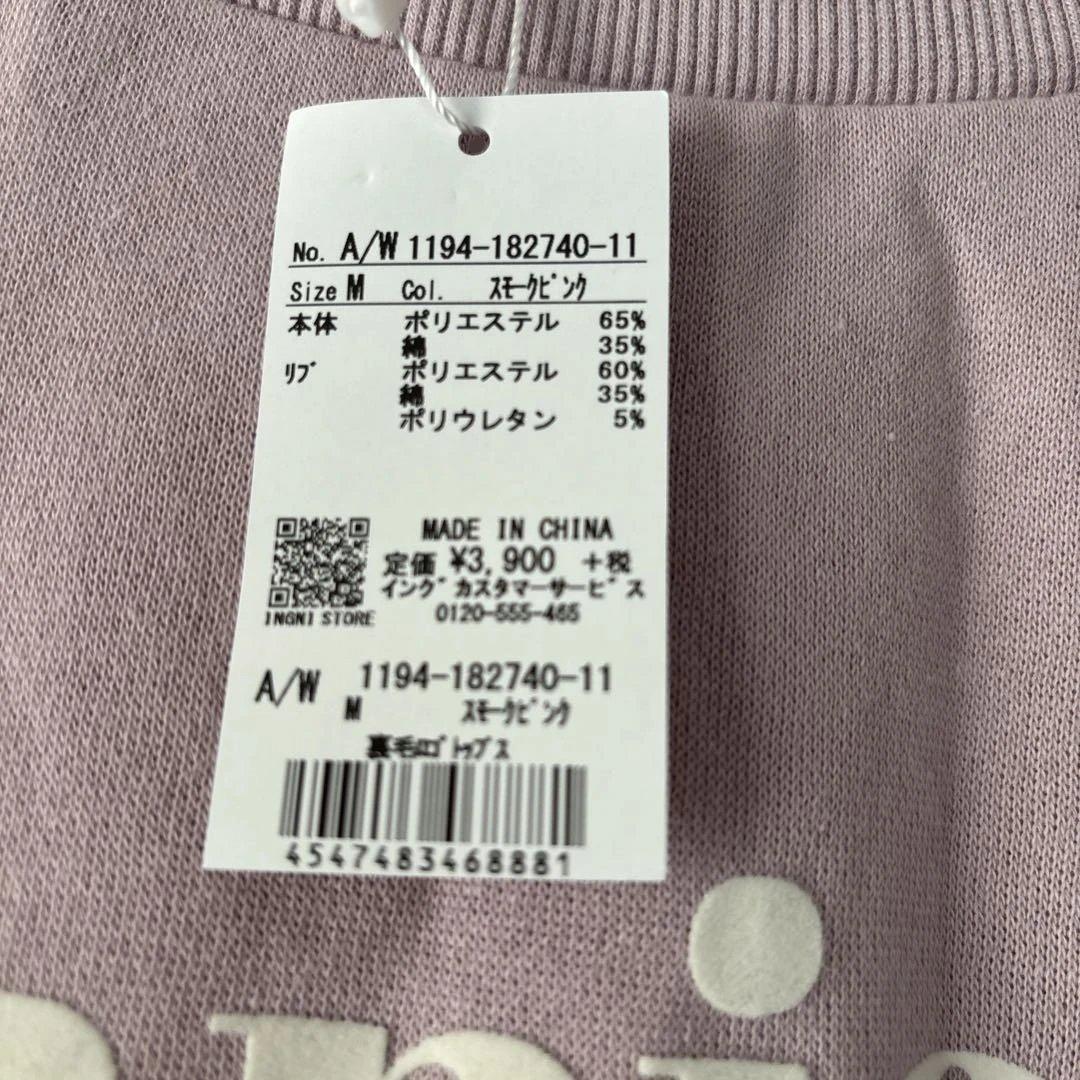 No. A/W 1194-182740-11
Size M Col. ｽﾓｰｸﾋﾟﾝｸ
本体 ポリエステル 65%
綿 35%
ﾘﾌﾞ ポリエステル 60%
綿 35%
ポリウレタン 5%
MADE IN CHINA
定価 ¥3,900 +税
イングカスタマーサービス
0120-555-465
INGNI STORE
A/W 1194-182740-11
M ｽﾓｰｸﾋﾟﾝｸ
裏毛ﾛｺﾞﾄｯﾌﾟｽ
4547483468881